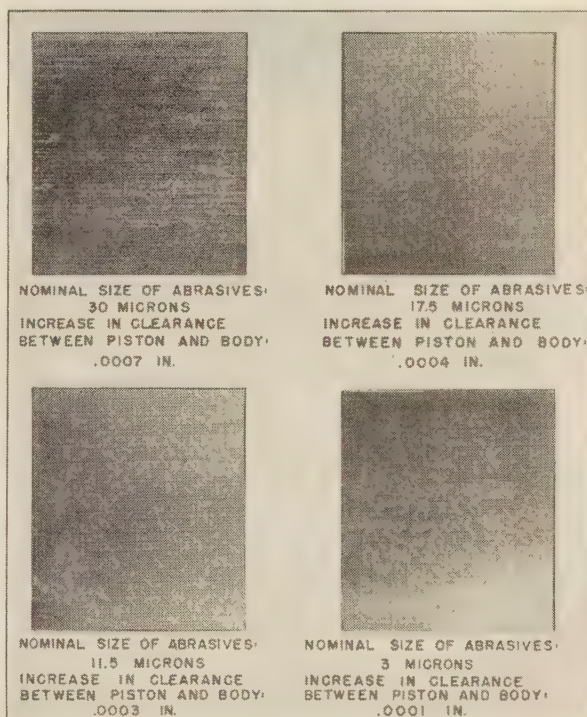 NOMINAL SIZE OF ABRASIVES:
30 MICRONS
INCREASE IN CLEARANCE
BETWEEN PISTON AND BODY:
.0007 IN.
NOMINAL SIZE OF ABRASIVES:
17.5 MICRONS
INCREASE IN CLEARANCE
BETWEEN PISTON AND BODY:
.0004 IN.
NOMINAL SIZE OF ABRASIVES:
11.5 MICRONS
INCREASE IN CLEARANCE
BETWEEN PISTON AND BODY:
.0003 IN.
NOMINAL SIZE OF ABRASIVES:
3 MICRONS
INCREASE IN CLEARANCE
BETWEEN PISTON AND BODY:
.0001 IN.